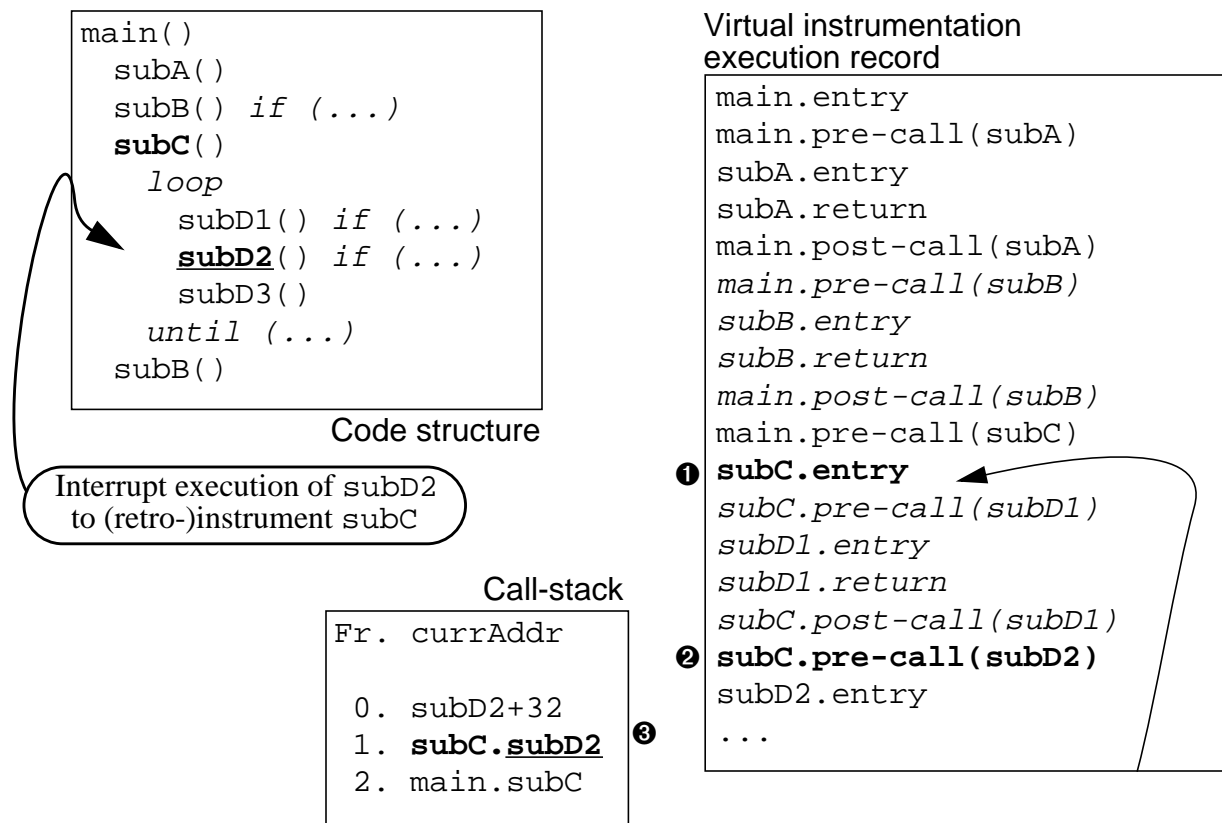 main()
subA()
subB() if (...)
subC()
loop
subD1() if (...)
subD2() if (...)
subD3()
until (...)
subB()
Code structure
Interrupt execution of subD2
to (retro-)instrument subC
Call-stack
Fr. currAddr
0. subD2+32
1. subC.subD2
2. main.subC
❸
Virtual instrumentation
execution record
main.entry
main.pre-call(subA)
subA.entry
subA.return
main.post-call(subA)
main.pre-call(subB)
subB.entry
subB.return
main.post-call(subB)
main.pre-call(subC)
❶ subC.entry
subC.pre-call(subD1)
subD1.entry
subD1.return
subC.post-call(subD1)
❷ subC.pre-call(subD2)
subD2.entry
...